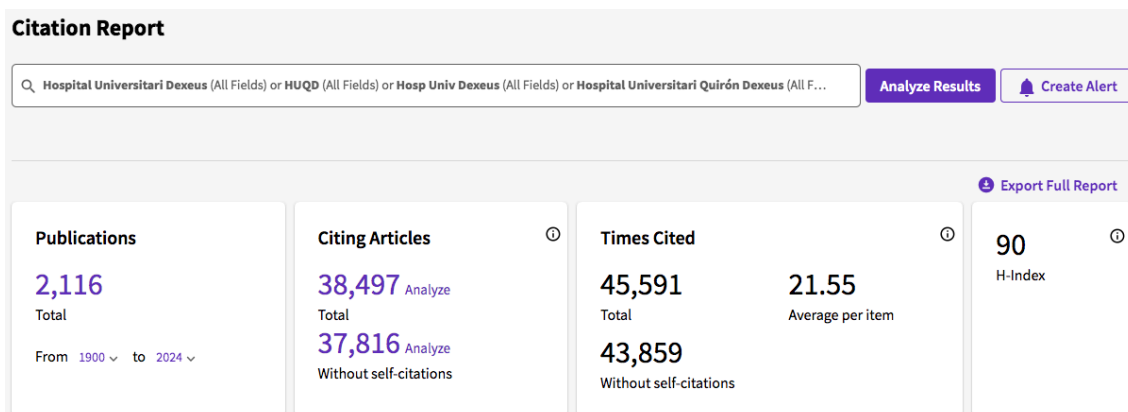 Citation Report
Hospital Universitari Dexeus (All Fields) or HUQD (All Fields) or Hosp Univ Dexeus (All Fields) or Hospital Universitari Quirón Dexeus (All F...
Analyze Results
Create Alert
Export Full Report
Publications
2,116
Total
From 1900 to 2024
Citing Articles
38,497 Analyze
Total
37,816 Analyze
Without self-citations
Times Cited
45,591
Total
43,859
Without self-citations
21.55
Average per item
90
H-Index